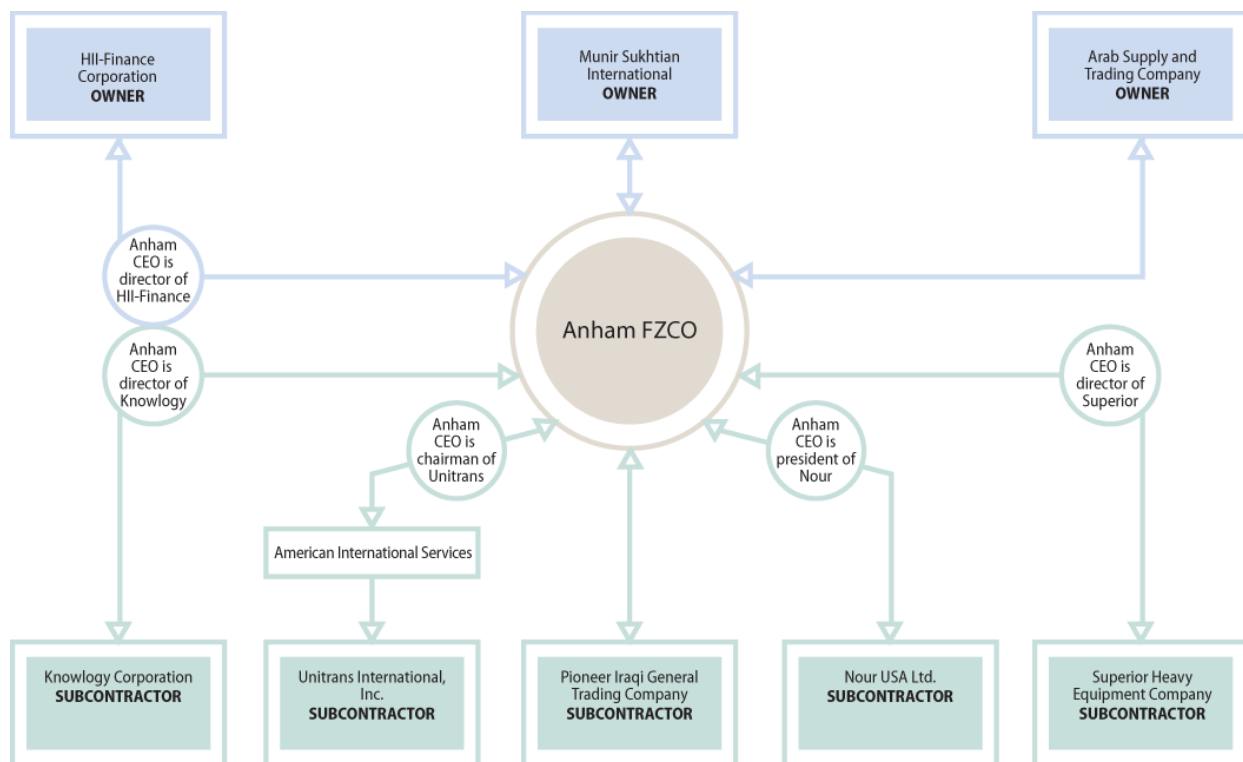 HII-Finance
Corporation
OWNER
Munir Sukhtian
International
OWNER
Arab Supply and
Trading Company
OWNER
Anham
CEO is
director of
HII-Finance
Anham FZCO
Anham
CEO is
director of
Knowlogy
Anham
CEO is
director of
Superior
Anham
CEO is
chairman of
Unitrans
Anham
CEO is
president of
Nour
American International Services
Knowlogy Corporation
SUBCONTRACTOR
Unitrans International,
Inc.
SUBCONTRACTOR
Pioneer Iraqi General
Trading Company
SUBCONTRACTOR
Nour USA Ltd.
SUBCONTRACTOR
Superior Heavy
Equipment Company
SUBCONTRACTOR